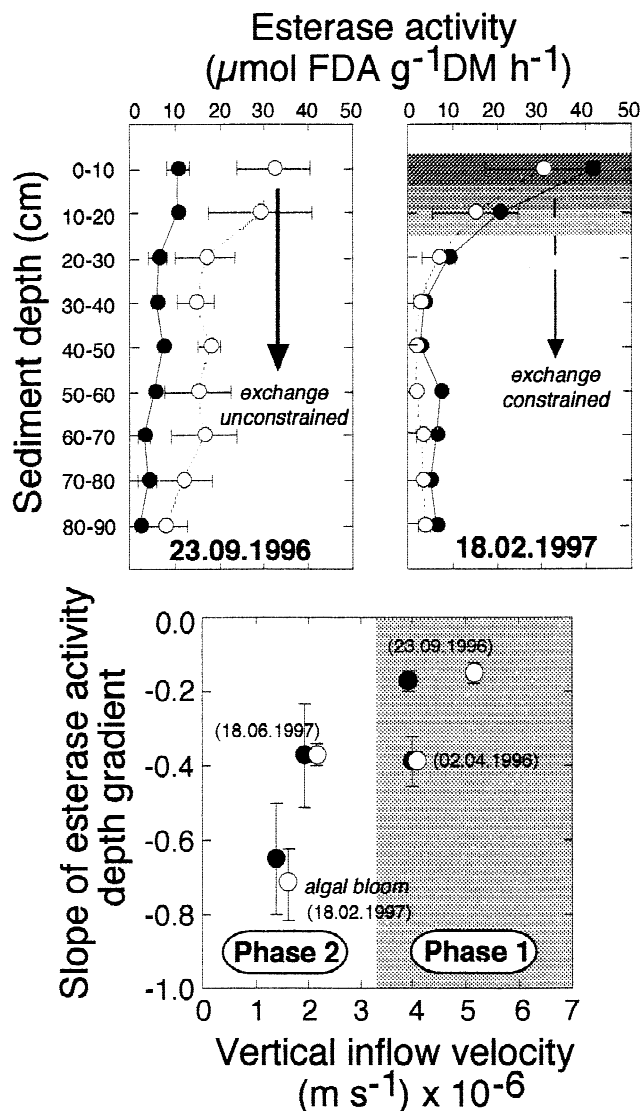 Esterase activity
(µmol FDA g-1DM h-1)
0 10 20 30 40 50
0 10 20 30 40 50
Sediment depth (cm)
0-10
10-20
20-30
30-40
40-50
50-60
60-70
70-80
80-90
exchange
unconstrained
23.09.1996
exchange
constrained
18.02.1997
Slope of esterase activity
depth gradient
0.0
-0.2
-0.4
-0.6
-0.8
-1.0
(23.09.1996)
(18.06.1997)
(02.04.1996)
algal bloom
(18.02.1997)
Phase 2
Phase 1
0 1 2 3 4 5 6 7
Vertical inflow velocity
(m s-1) x 10-6